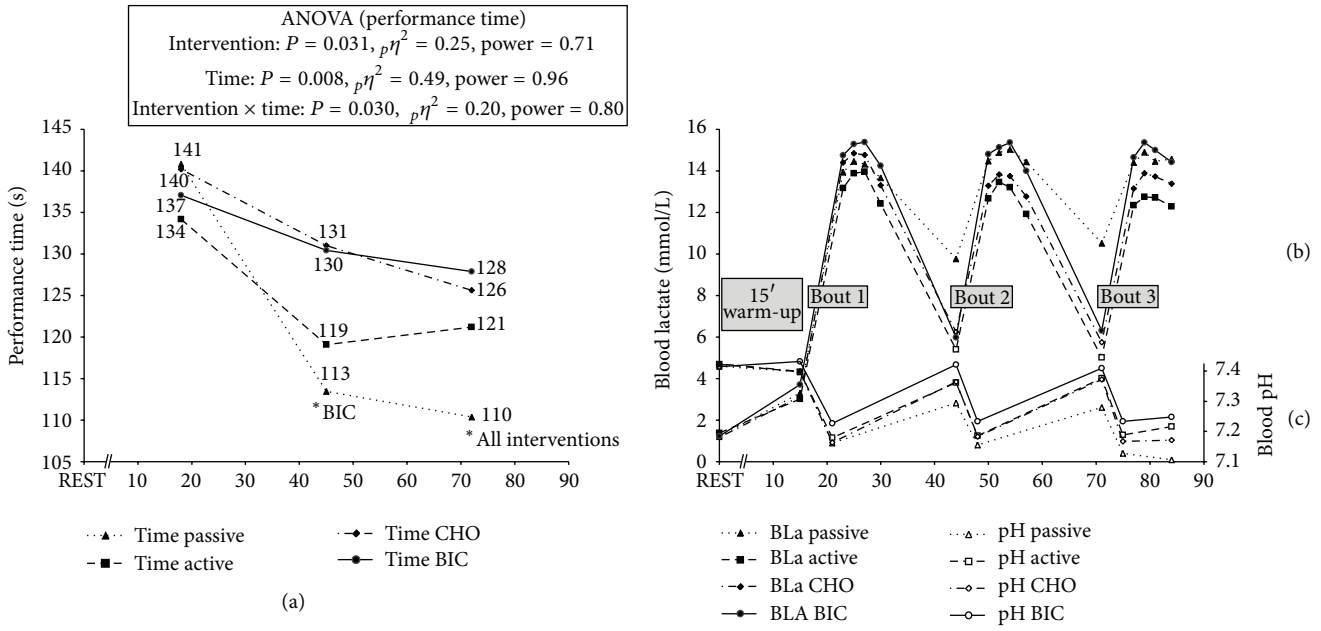 ANOVA (performance time)
Intervention: P = 0.031, pη² = 0.25, power = 0.71
Time: P = 0.008, pη² = 0.49, power = 0.96
Intervention × time: P = 0.030, pη² = 0.20, power = 0.80
Performance time (s)
145
140
135
130
125
120
115
110
105
141
140
137
134
131
130
119
113
*BIC
128
126
121
110
*All interventions
REST 10 20 30 40 50 60 70 80 90
Time passive
Time active
Time CHO
Time BIC
(a)
Blood lactate (mmol/L)
16
14
12
10
8
6
4
2
0
15′
warm-up
Bout 1
Bout 2
Bout 3
7.4
7.3
7.2
7.1
Blood pH
(b)
(c)
REST 10 20 30 40 50 60 70 80 90
BLa passive
BLa active
BLa CHO
BLA BIC
pH passive
pH active
pH CHO
pH BIC